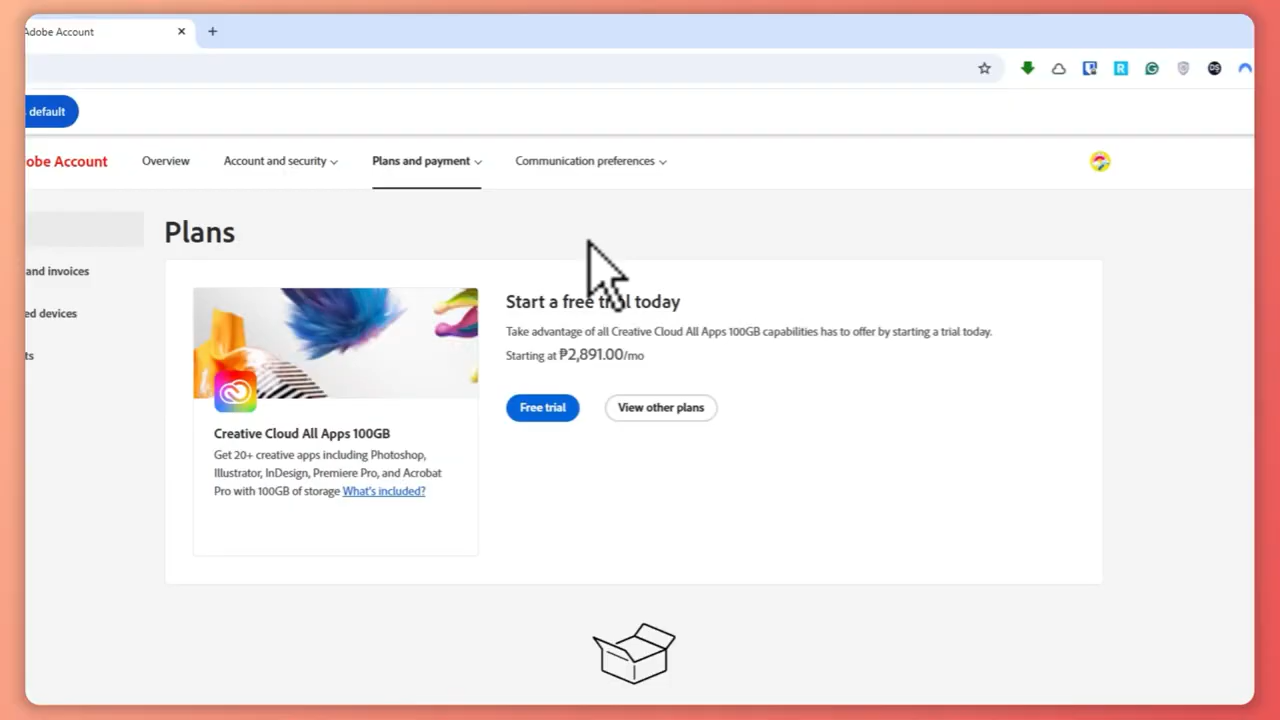 Adobe Account
default
obe Account
Overview
Account and security
Plans and payment
Communication preferences
Plans
and invoices
ed devices
ts
Start a free trial today
Take advantage of all Creative Cloud All Apps 100GB capabilities has to offer by starting a trial today.
Starting at ₱2,891.00/mo
Free trial
View other plans
Creative Cloud All Apps 100GB
Get 20+ creative apps including Photoshop,
Illustrator, InDesign, Premiere Pro, and Acrobat
Pro with 100GB of storage What's included?